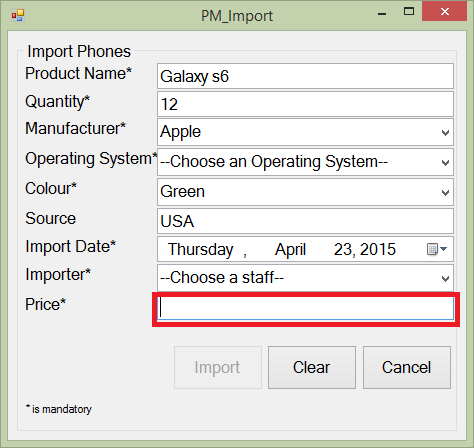 PM_Import
Import Phones
Product Name* Galaxy s6
Quantity* 12
Manufacturer* Apple
Operating System* --Choose an Operating System--
Colour* Green
Source USA
Import Date* Thursday , April 23, 2015
Importer* --Choose a staff--
Price*
Import Clear Cancel
* is mandatory